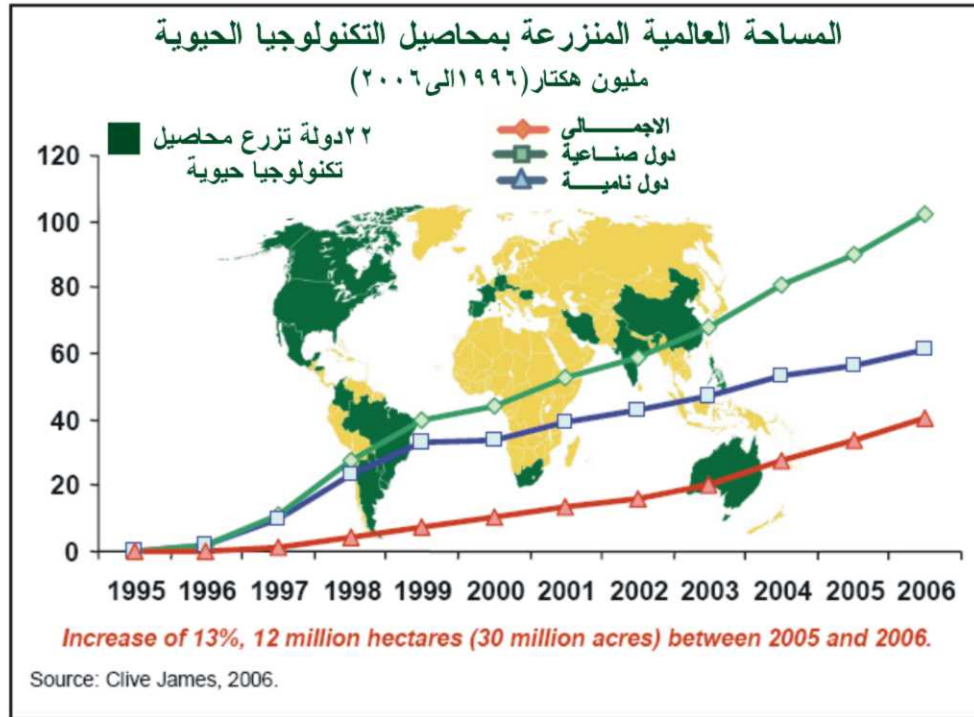 المساحة العالمية المنزرعة بمحاصيل التكنولوجيا الحيوية
مليون هكتار(١٩٩٦الى٢٠٠٦)
٢٢دولة تزرع محاصيل
تكنولوجيا حيوية
الاجمـــــالى
دول صنـــاعية
دول ناميـــة
120
100
80
60
40
20
0
1995 1996 1997 1998 1999 2000 2001 2002 2003 2004 2005 2006
Increase of 13%, 12 million hectares (30 million acres) between 2005 and 2006.
Source: Clive James, 2006.